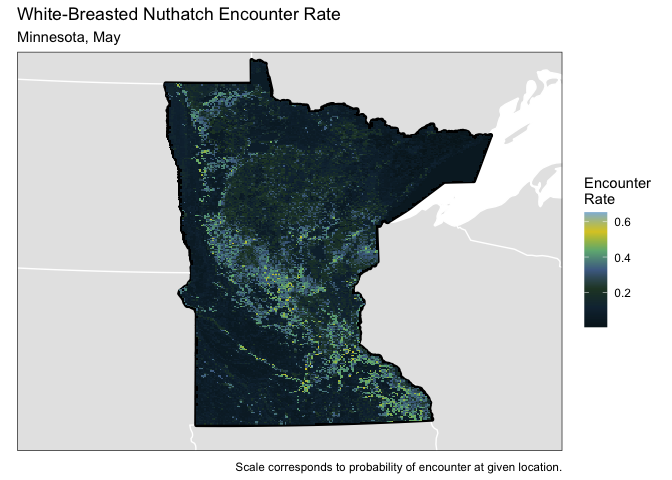 White-Breasted Nuthatch Encounter Rate
Minnesota, May
Encounter
Rate
0.6
0.4
0.2
Scale corresponds to probability of encounter at given location.